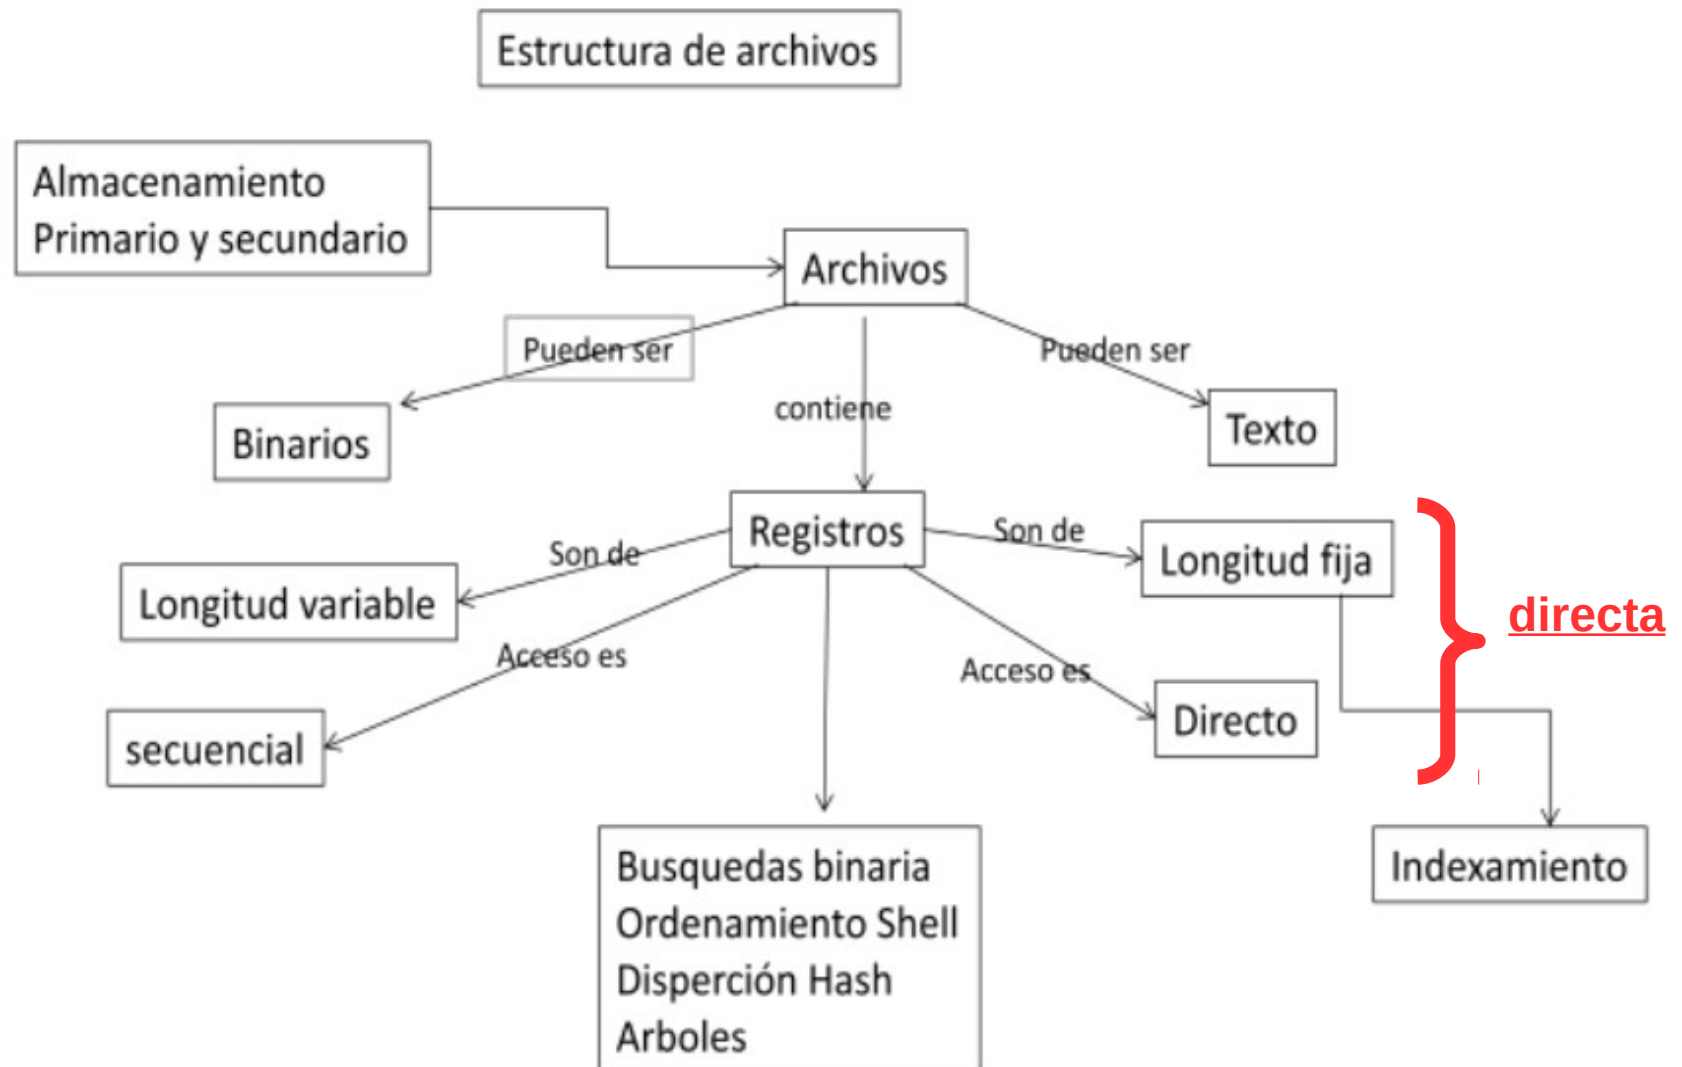 Estructura de archivos
Almacenamiento
Primario y secundario
Archivos
Pueden ser
Pueden ser
contiene
Binarios
Texto
Registros
Son de
Son de
Longitud fija
Longitud variable
directa
Acceso es
Acceso es
Directo
secuencial
Busquedas binaria
Ordenamiento Shell
Disperción Hash
Arboles
Indexamiento